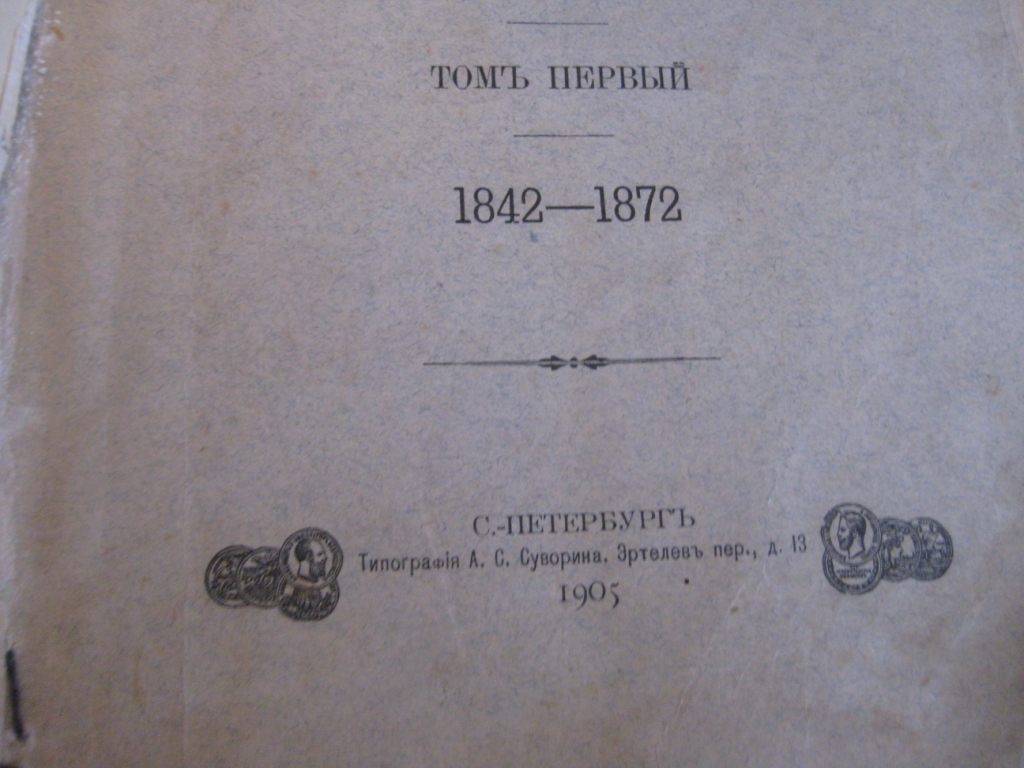 ТОМЪ ПЕРВЫЙ
1842—1872
С.-ПЕТЕРБУРГЪ
Типографія А. С. Суворина. Эртелевъ пер., д. 13
1905